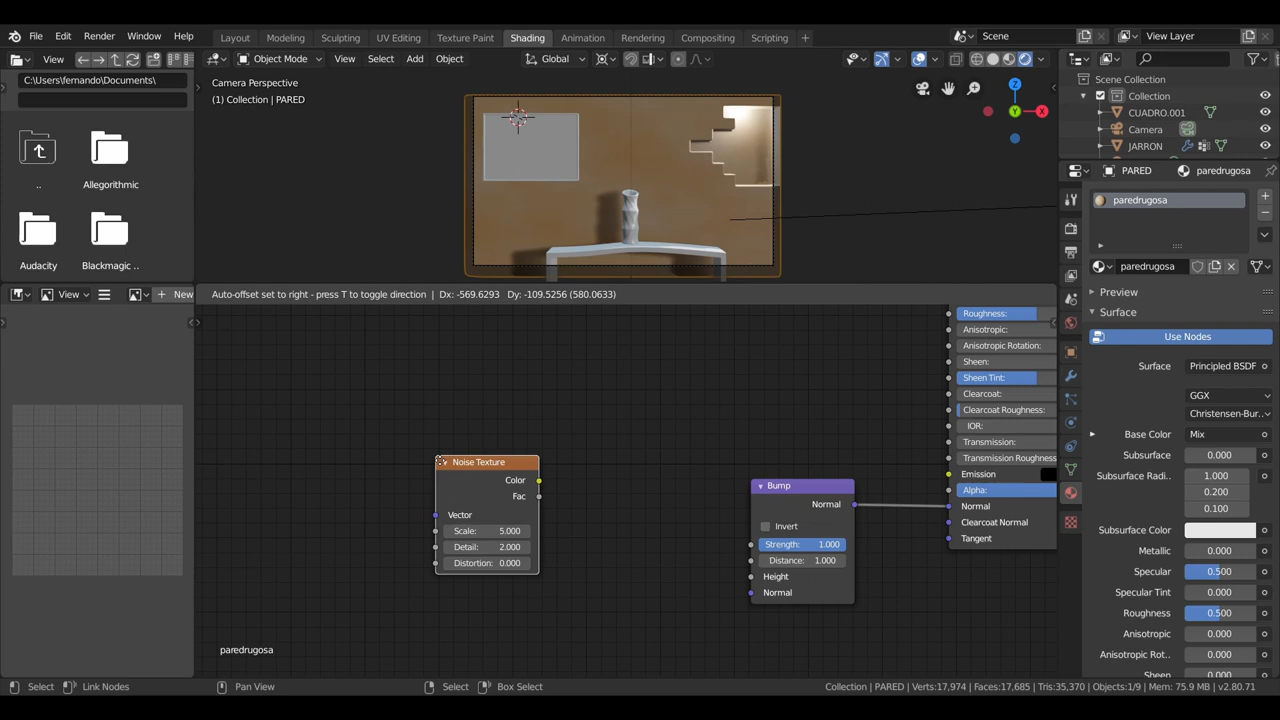 File Edit Render Window Help
Layout Modeling Sculpting UV Editing Texture Paint Shading Animation Rendering Compositing Scripting +
Scene View Layer
View
Object Mode View Select Add Object Global
C:\Users\fernando\Documents\
..
Allegorithmic
Audacity
Blackmagic ..
Camera Perspective
(1) Collection | PARED
Z
Y
X
Scene Collection
Collection
CUADRO.001
Camera
JARRON
PARED paredrugosa
paredrugosa
paredrugosa
Preview
Surface
Use Nodes
Surface Principled BSDF
GGX
Christensen-Bur..
Base Color Mix
Subsurface 0.000
Subsurface Radi.. 1.000
0.200
0.100
Subsurface Color
Metallic 0.000
Specular 0.500
Specular Tint 0.000
Roughness 0.500
Anisotropic 0.000
Anisotropic Rot.. 0.000
Sheen 0.000
View New
Auto-offset set to right - press T to toggle direction | Dx: -569.6293 Dy: -109.5256 (580.0633)
Noise Texture
Color
Fac
Vector
Scale: 5.000
Detail: 2.000
Distortion: 0.000
Bump
Normal
Invert
Strength: 1.000
Distance: 1.000
Height
Normal
Roughness:
Anisotropic:
Anisotropic Rotation:
Sheen:
Sheen Tint:
Clearcoat:
Clearcoat Roughness:
IOR:
Transmission:
Transmission Roughness
Emission
Alpha:
Normal
Clearcoat Normal
Tangent
paredrugosa
Select Link Nodes Pan View Select Box Select
Collection | PARED | Verts:17,974 | Faces:17,685 | Tris:35,370 | Objects:1/9 | Mem: 75.9 MB | v2.80.71